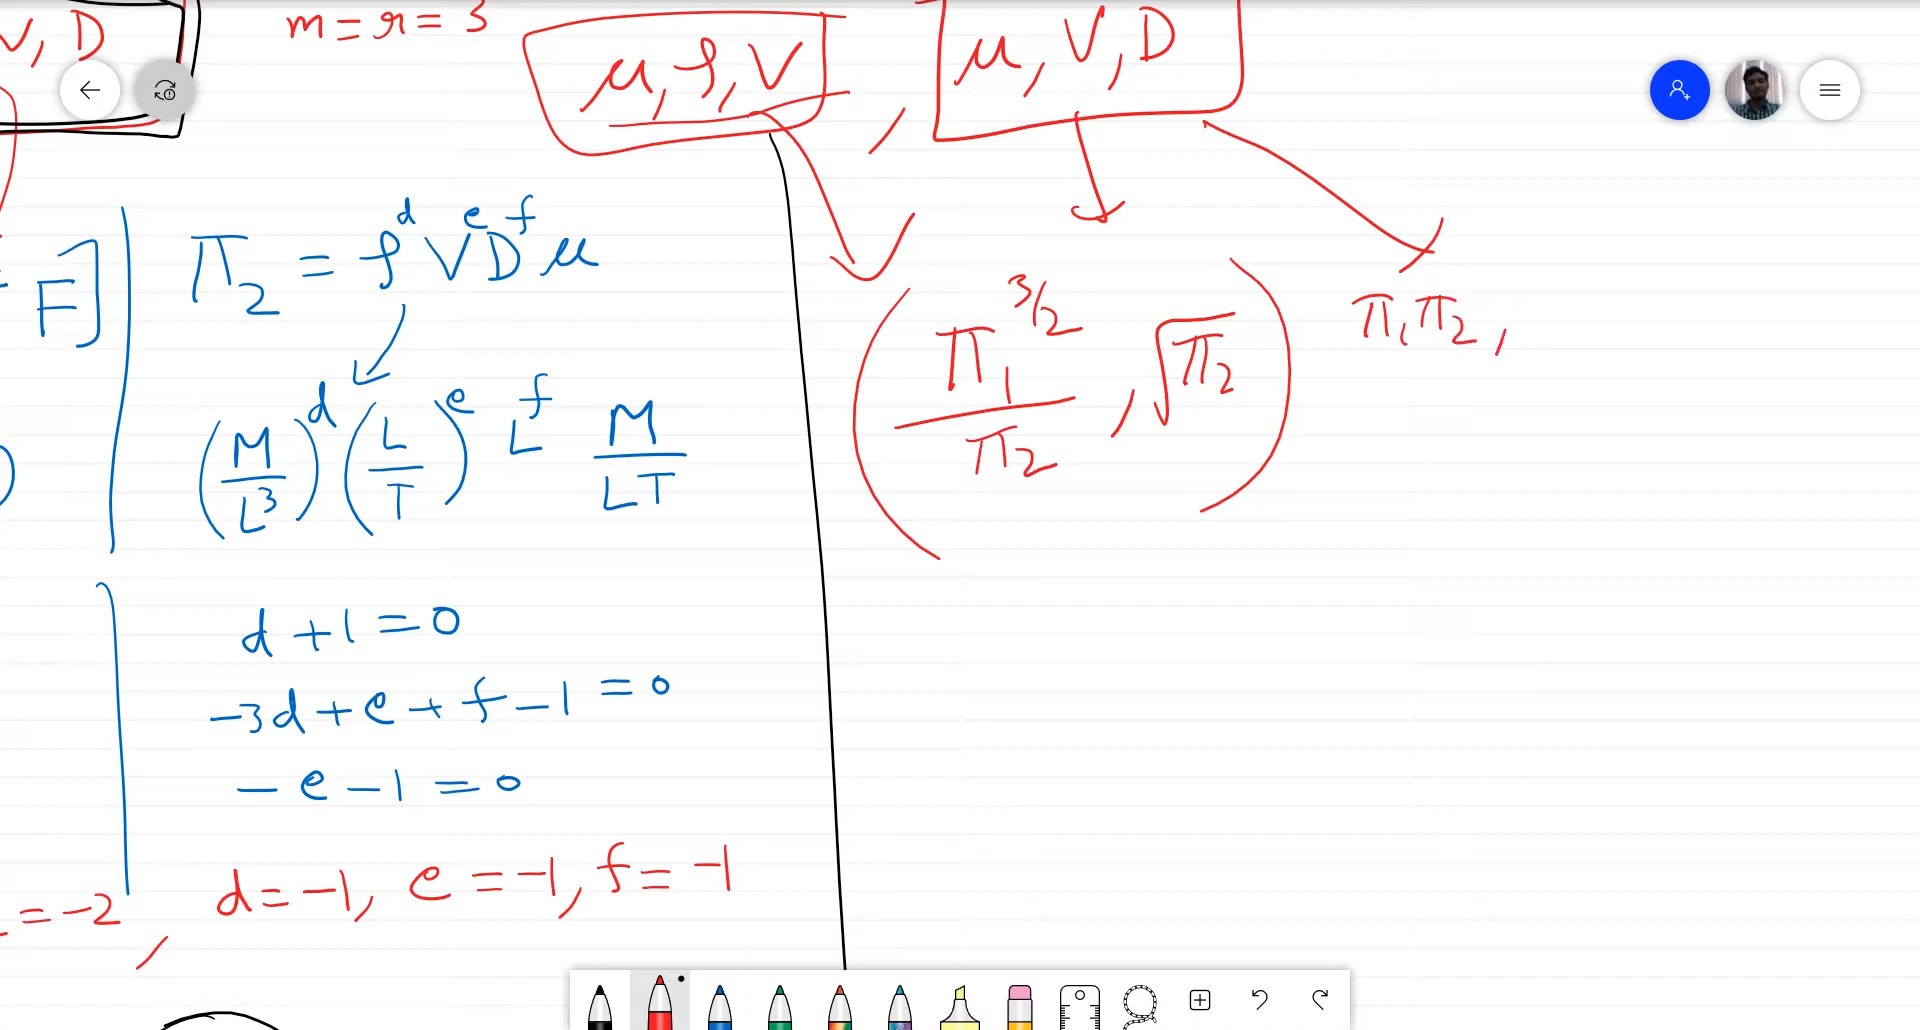 V, D
m = r = 3
μ, ρ, V
, μ, V, D
F]
π₂ = ρ^d V^e D^f μ
(M/L³)^d (L/T)^e L^f M/LT
(π₁^{3/2}/π₂, √π₂)
π₁π₂,
d + 1 = 0
-3d + e + f - 1 = 0
- e - 1 = 0
= -2, d = -1, e = -1, f = -1